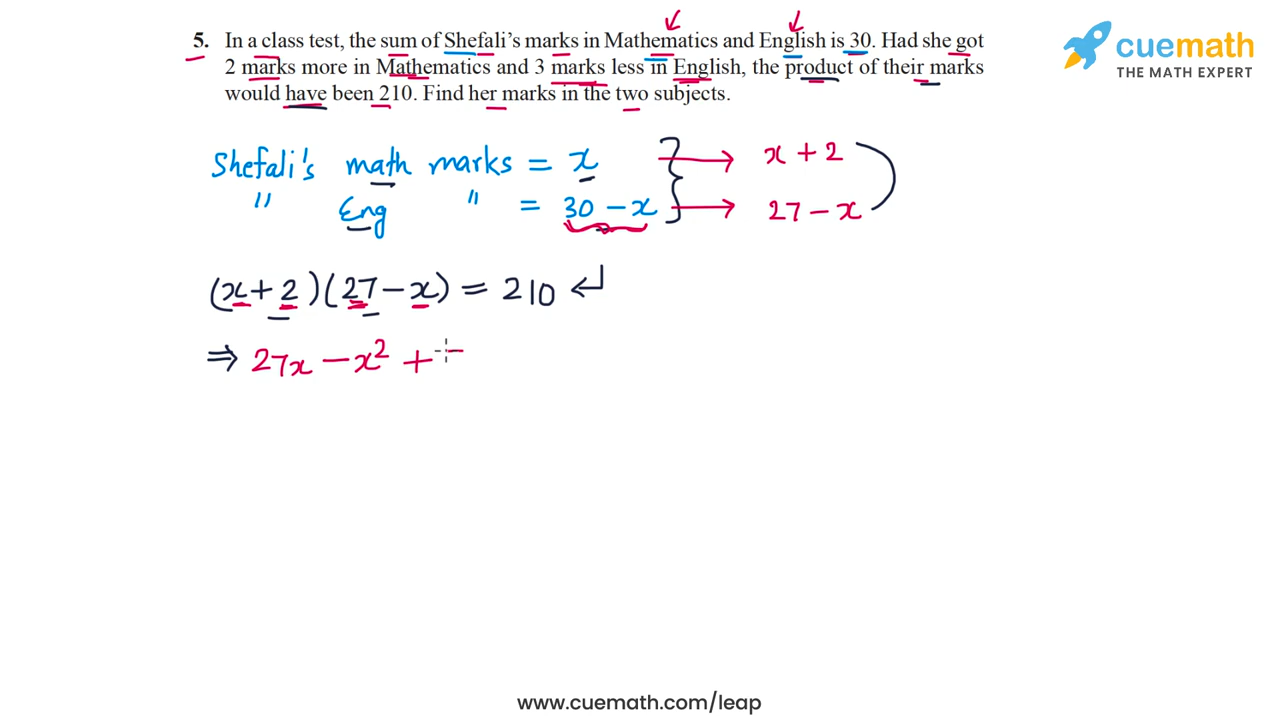 5. In a class test, the sum of Shefali's marks in Mathematics and English is 30. Had she got
2 marks more in Mathematics and 3 marks less in English, the product of their marks
would have been 210. Find her marks in the two subjects.
cuemath
THE MATH EXPERT
Shefali's math marks = x → x + 2
" Eng " = 30 - x → 27 - x
(x + 2)(27 - x) = 210 ↵
⇒ 27x - x² +
www.cuemath.com/leap